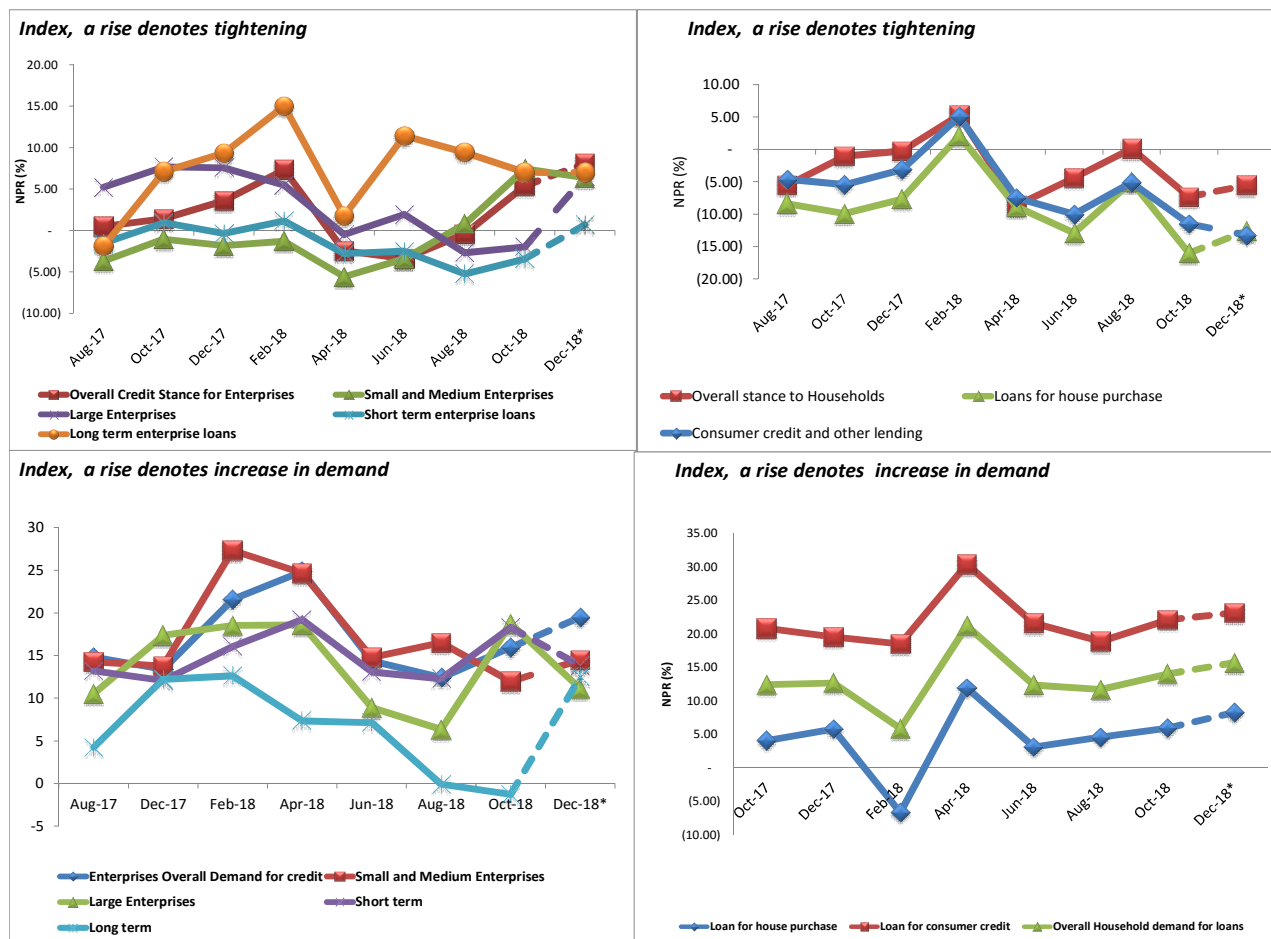 Index, a rise denotes tightening
20.00
15.00
10.00
5.00
-
(5.00)
(10.00)
NPR (%)
Aug-17
Oct-17
Dec-17
Feb-18
Apr-18
Jun-18
Aug-18
Oct-18
Dec-18*
Overall Credit Stance for Enterprises
Small and Medium Enterprises
Large Enterprises
Short term enterprise loans
Long term enterprise loans
Index, a rise denotes tightening
10.00
5.00
-
(5.00)
(10.00)
(15.00)
(20.00)
NPR (%)
Aug-17
Oct-17
Dec-17
Feb-18
Apr-18
Jun-18
Aug-18
Oct-18
Dec-18*
Overall stance to Households
Loans for house purchase
Consumer credit and other lending
Index, a rise denotes increase in demand
30
25
20
15
10
5
0
-5
Aug-17
Dec-17
Feb-18
Apr-18
Jun-18
Aug-18
Oct-18
Dec-18*
Enterprises Overall Demand for credit
Small and Medium Enterprises
Large Enterprises
Short term
Long term
Index, a rise denotes increase in demand
35.00
30.00
25.00
20.00
15.00
10.00
5.00
-
(5.00)
(10.00)
NPR (%)
Oct-17
Dec-17
Feb-18
Apr-18
Jun-18
Aug-18
Oct-18
Dec-18*
Loan for house purchase
Loan for consumer credit
Overall Household demand for loans